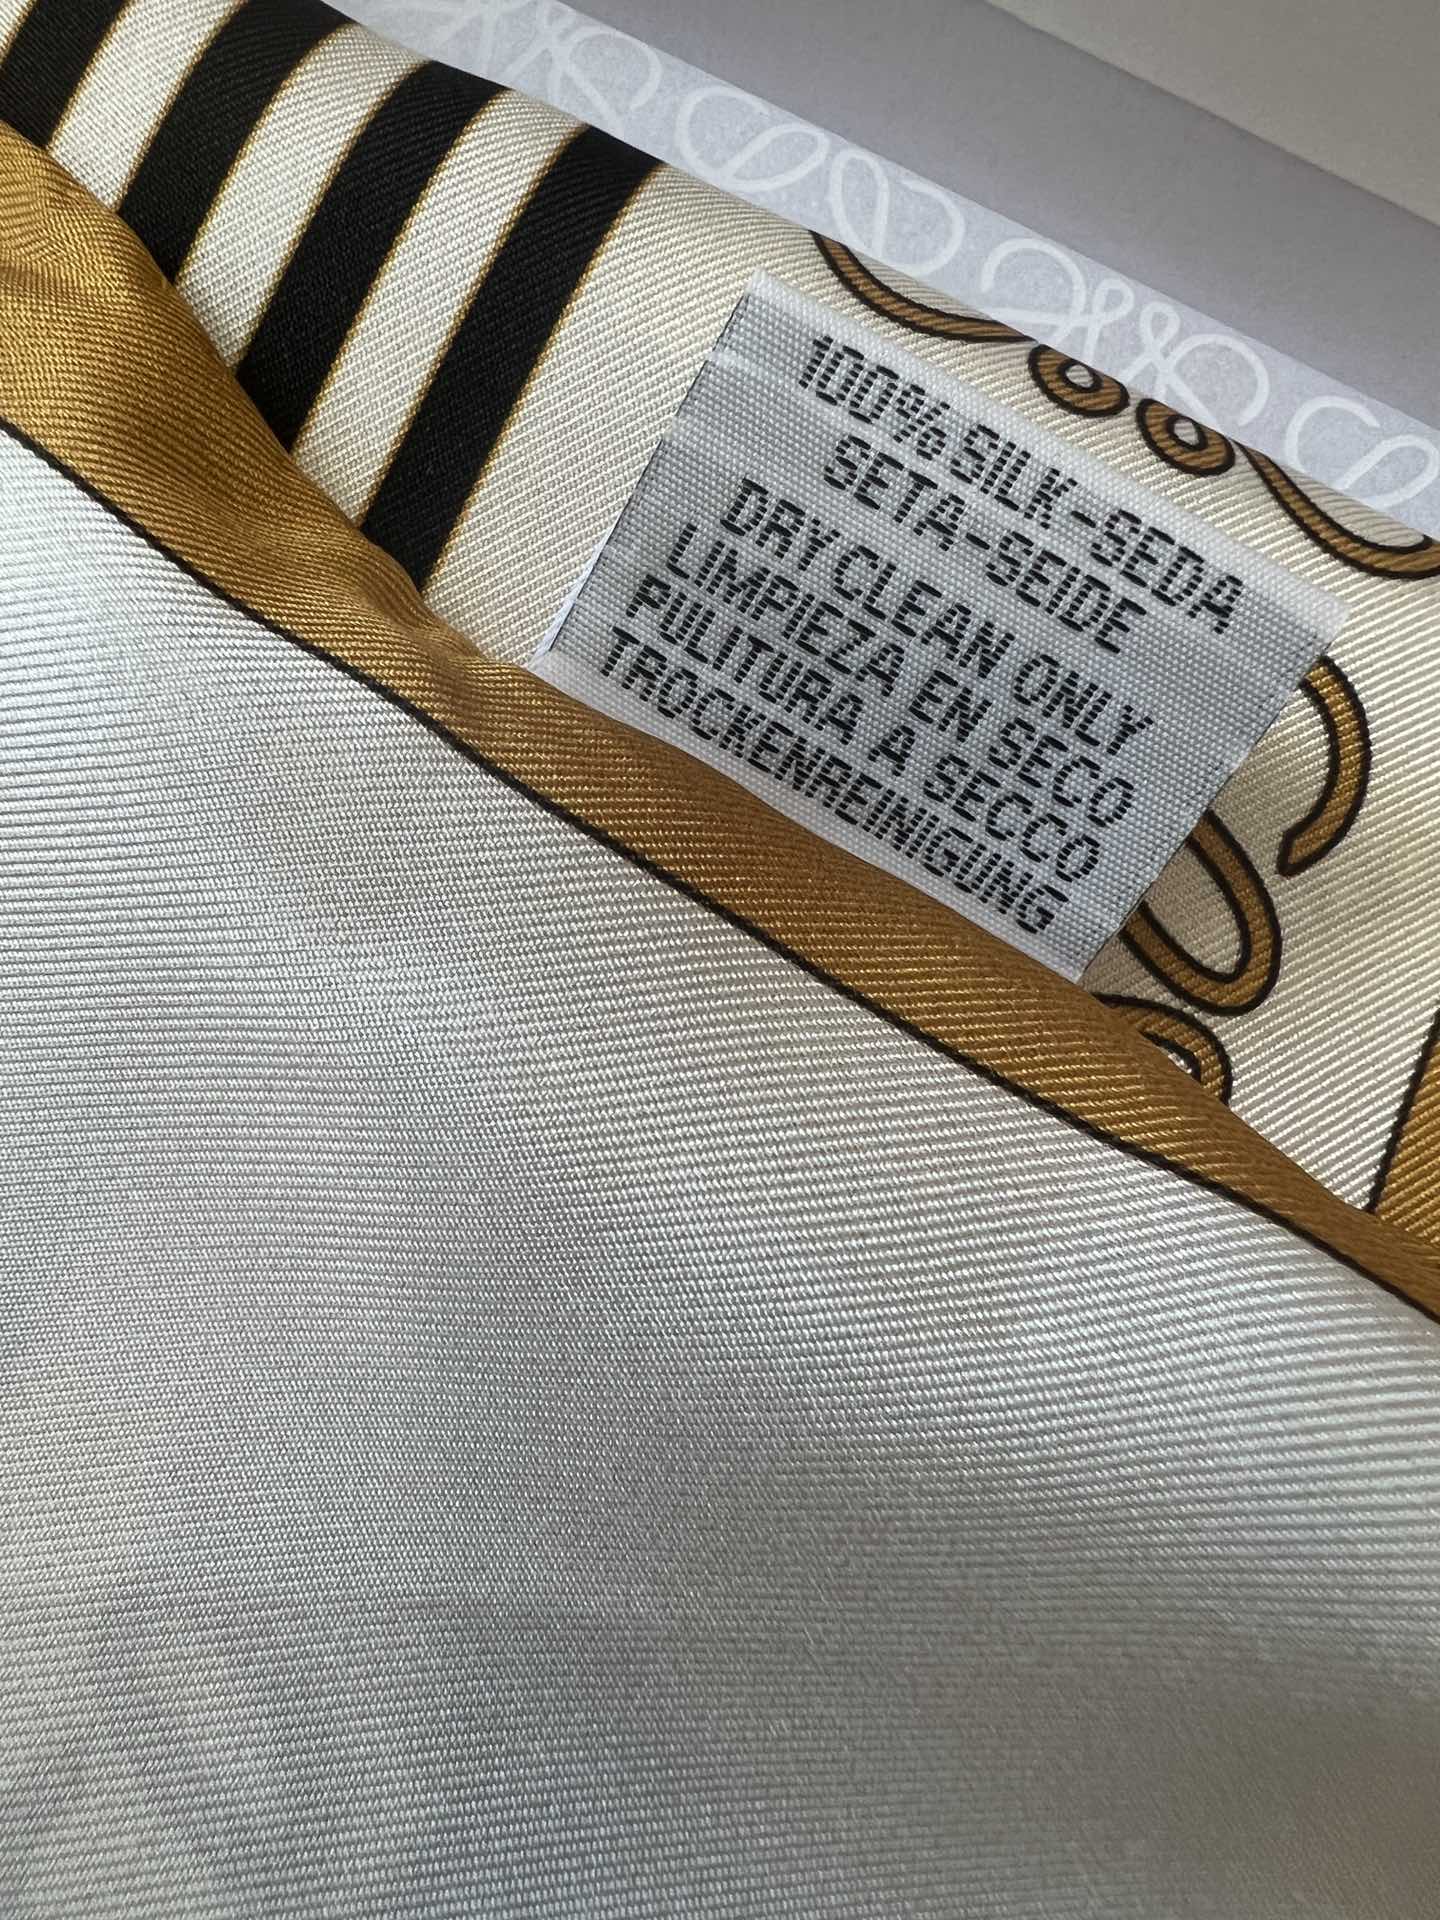 100% SILK-SEDA
SETA-SEIDE
DRY CLEAN ONLY
LIMPIEZA EN SECO
PULITURA A SECCO
TROCKENREINIGUNG